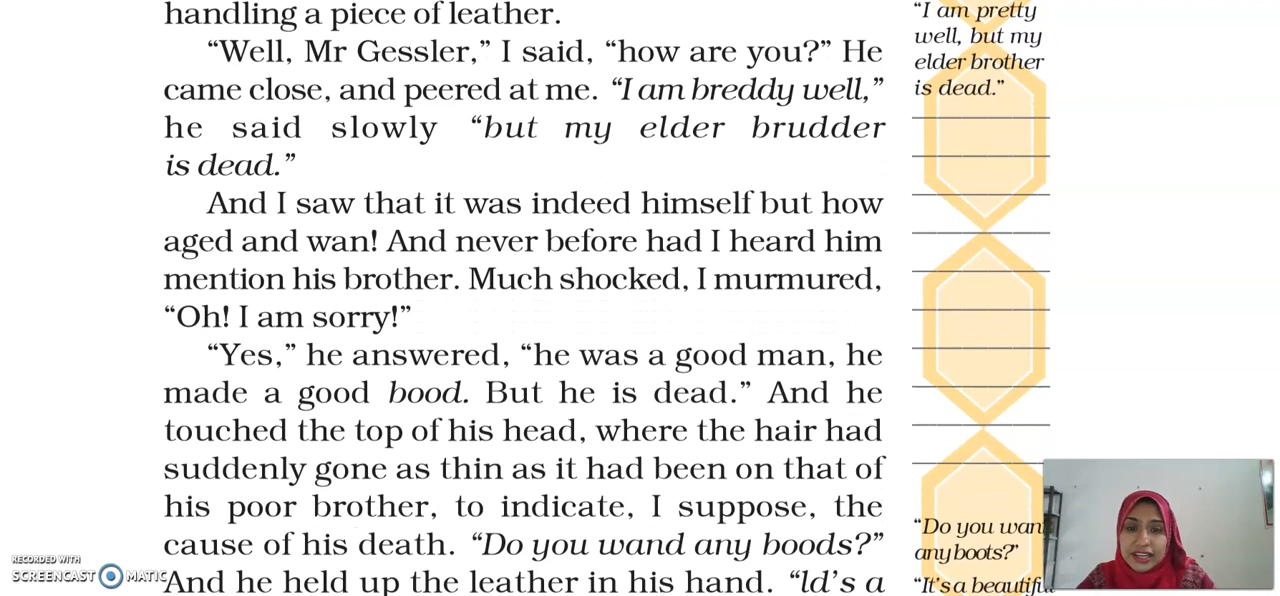 handling a piece of leather.
“Well, Mr Gessler,” I said, “how are you?” He
came close, and peered at me. “I am breddy well,”
he said slowly “but my elder brudder
is dead.”
And I saw that it was indeed himself but how
aged and wan! And never before had I heard him
mention his brother. Much shocked, I murmured,
“Oh! I am sorry!”
“Yes,” he answered, “he was a good man, he
made a good bood. But he is dead.” And he
touched the top of his head, where the hair had
suddenly gone as thin as it had been on that of
his poor brother, to indicate, I suppose, the
cause of his death. “Do you wand any boods?”
And he held up the leather in his hand. “ld’s a
“I am pretty
well, but my
elder brother
is dead.”
“Do you want
any boots?”
“It’s a beautiful
RECORDED WITH
SCREENCAST MATIC